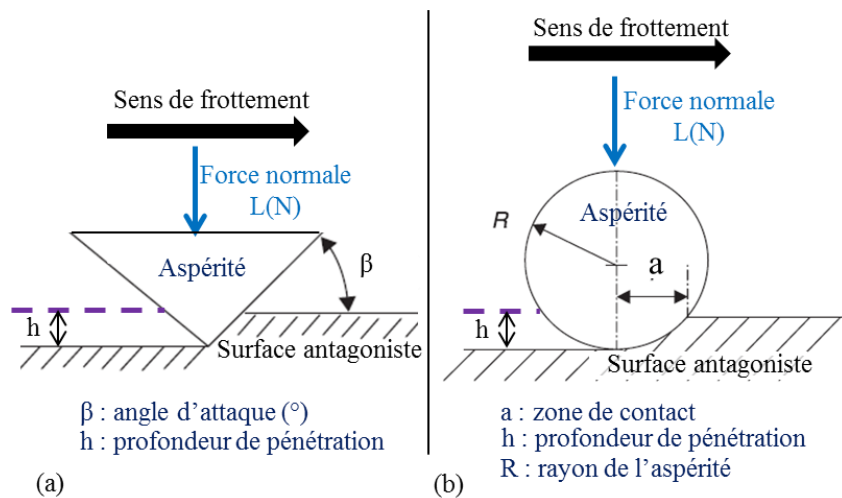 Sens de frottement
Force normale
L(N)
Aspérité
β
h
Surface antagoniste
β : angle d’attaque (°)
h : profondeur de pénétration
(a)
Sens de frottement
Force normale
L(N)
Aspérité
R
a
h
Surface antagoniste
a : zone de contact
h : profondeur de pénétration
R : rayon de l’aspérité
(b)